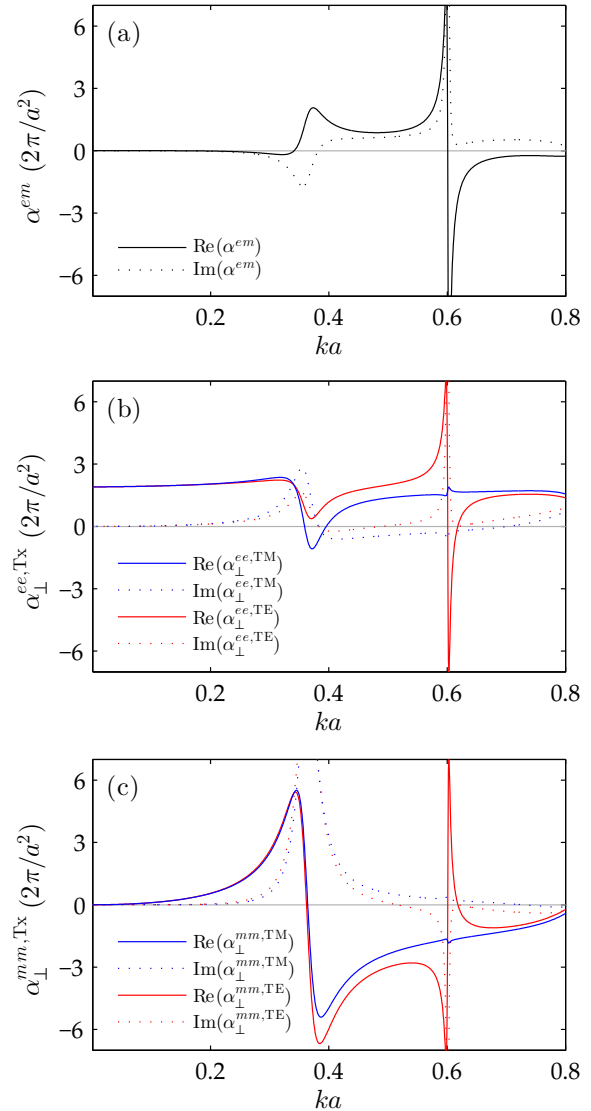 (a)
6
3
0
−3
−6
α^{em} (2π/a²)
Re(α^{em})
Im(α^{em})
0.2 0.4 0.6 0.8
ka
(b)
6
3
0
−3
−6
α_⊥^{ee,Tx} (2π/a²)
Re(α_⊥^{ee,TM})
Im(α_⊥^{ee,TM})
Re(α_⊥^{ee,TE})
Im(α_⊥^{ee,TE})
0.2 0.4 0.6 0.8
ka
(c)
6
3
0
−3
−6
α_⊥^{mm,Tx} (2π/a²)
Re(α_⊥^{mm,TM})
Im(α_⊥^{mm,TM})
Re(α_⊥^{mm,TE})
Im(α_⊥^{mm,TE})
0.2 0.4 0.6 0.8
ka